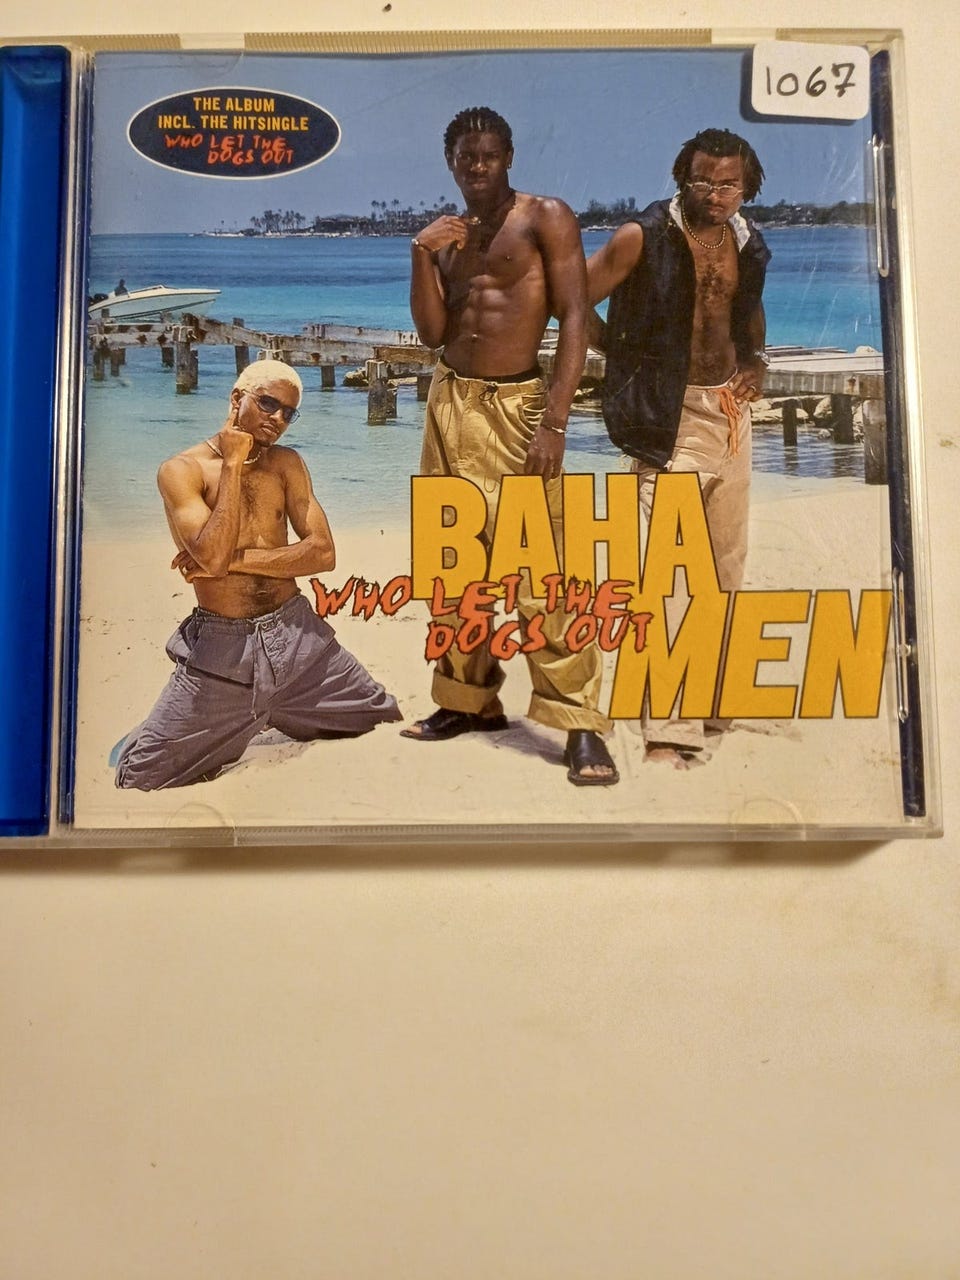 THE ALBUM
INCL. THE HITSINGLE
WHO LET THE
DOGS OUT
1067
BAHA
MEN
WHO LET THE
DOGS OUT